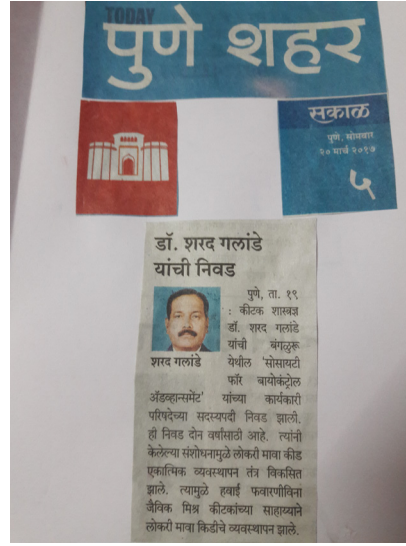 TODAY
पुणे शहर
सकाळ
पुणे, सोमवार
२० मार्च २०१७
५
डॉ. शरद गलांडे
यांची निवड
पुणे, ता. १९
: कीटक शास्त्रज्ञ
डॉ. शरद गलांडे
यांची बंगळुरू
येथील 'सोसायटी
शरद गलांडे
फॉर बायोकंट्रोल
ॲडव्हान्समेंट' यांच्या कार्यकारी
परिषदेच्या सदस्यपदी निवड झाली.
ही निवड दोन वर्षांसाठी आहे. त्यांनी
केलेल्या संशोधनामुळे लोकरी मावा कीड
एकात्मिक व्यवस्थापन तंत्र विकसित
झाले. त्यामुळे हवाई फवारणीविना
जैविक मिश्र कीटकांच्या साहाय्याने
लोकरी मावा किडीचे व्यवस्थापन झाले.